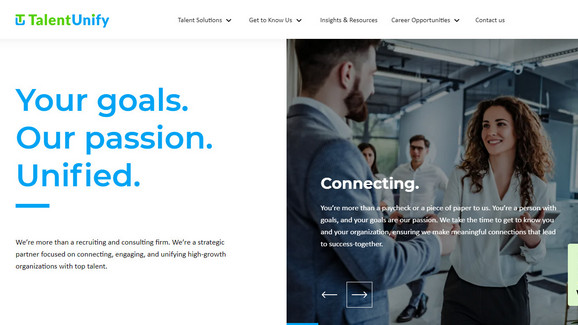 TalentUnify
Talent Solutions
Get to Know Us
Insights & Resources
Career Opportunities
Contact us
Your goals.
Our passion.
Unified.
We're more than a recruiting and consulting firm. We're a strategic
partner focused on connecting, engaging, and unifying high-growth
organizations with top talent.
Connecting.
You're more than a paycheck or a piece of paper to us. You're a person with
goals, and your goals are our passion. We take the time to get to know you
and your organization, ensuring we make meaningful connections that lead
to success-together.